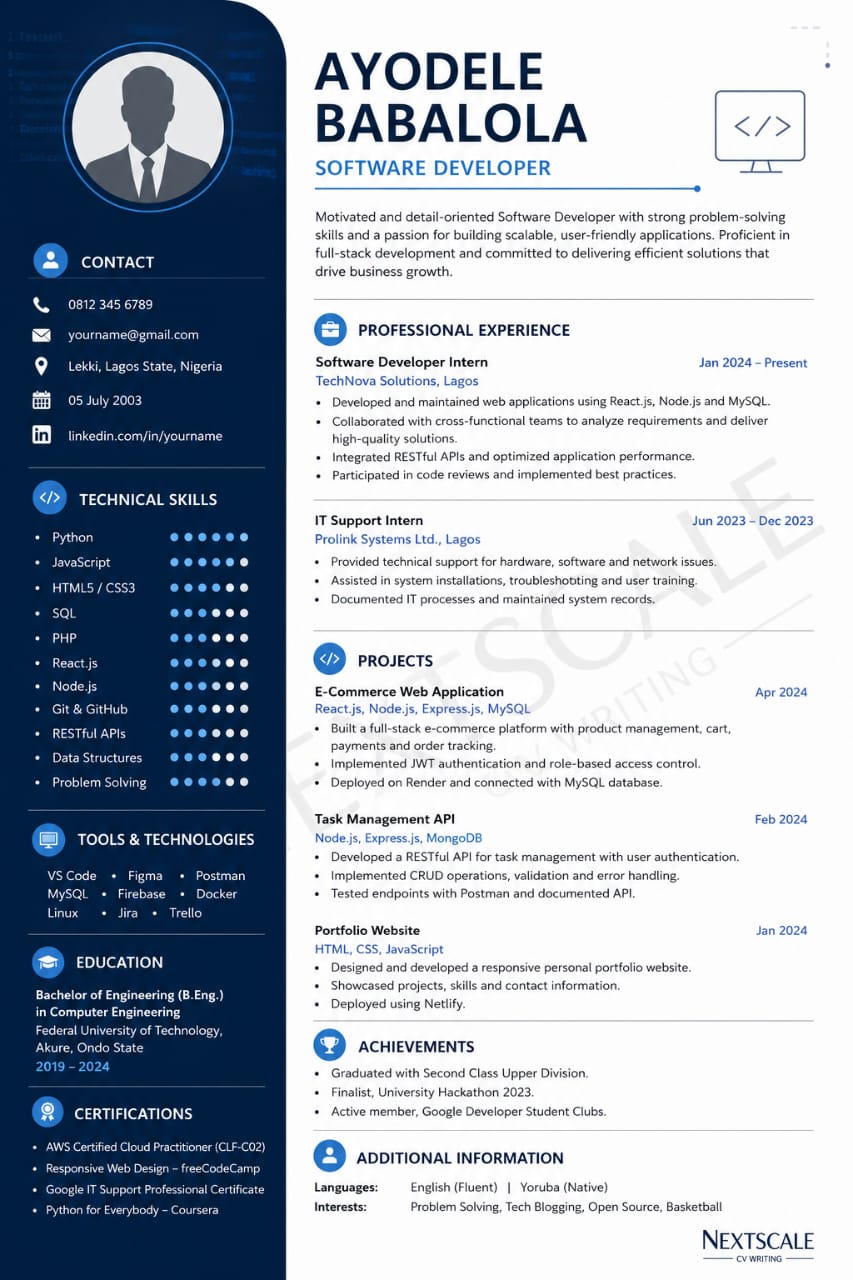 AYODELE
BABALOLA
SOFTWARE DEVELOPER
</>
Motivated and detail-oriented Software Developer with strong problem-solving
skills and a passion for building scalable, user-friendly applications. Proficient in
full-stack development and committed to delivering efficient solutions that
drive business growth.
CONTACT
0812 345 6789
yourname@gmail.com
Lekki, Lagos State, Nigeria
05 July 2003
in linkedin.com/in/yourname
</> TECHNICAL SKILLS
• Python
• JavaScript
• HTML5 / CSS3
• SQL
• PHP
• React.js
• Node.js
• Git & GitHub
• RESTful APIs
• Data Structures
• Problem Solving
TOOLS & TECHNOLOGIES
VS Code • Figma • Postman
MySQL • Firebase • Docker
Linux • Jira • Trello
EDUCATION
Bachelor of Engineering (B.Eng.)
in Computer Engineering
Federal University of Technology,
Akure, Ondo State
2019 – 2024
CERTIFICATIONS
• AWS Certified Cloud Practitioner (CLF-C02)
• Responsive Web Design – freeCodeCamp
• Google IT Support Professional Certificate
• Python for Everybody – Coursera
PROFESSIONAL EXPERIENCE
Software Developer Intern Jan 2024 – Present
TechNova Solutions, Lagos
• Developed and maintained web applications using React.js, Node.js and MySQL.
• Collaborated with cross-functional teams to analyze requirements and deliver
high-quality solutions.
• Integrated RESTful APIs and optimized application performance.
• Participated in code reviews and implemented best practices.
IT Support Intern Jun 2023 – Dec 2023
Prolink Systems Ltd., Lagos
• Provided technical support for hardware, software and network issues.
• Assisted in system installations, troubleshotting and user training.
• Documented IT processes and maintained system records.
</> PROJECTS
E-Commerce Web Application Apr 2024
React.js, Node.js, Express.js, MySQL
• Built a full-stack e-commerce platform with product management, cart,
payments and order tracking.
• Implemented JWT authentication and role-based access control.
• Deployed on Render and connected with MySQL database.
Task Management API Feb 2024
Node.js, Express.js, MongoDB
• Developed a RESTful API for task management with user authentication.
• Implemented CRUD operations, validation and error handling.
• Tested endpoints with Postman and documented API.
Portfolio Website Jan 2024
HTML, CSS, JavaScript
• Designed and developed a responsive personal portfolio website.
• Showcased projects, skills and contact information.
• Deployed using Netlify.
ACHIEVEMENTS
• Graduated with Second Class Upper Division.
• Finalist, University Hackathon 2023.
• Active member, Google Developer Student Clubs.
ADDITIONAL INFORMATION
Languages: English (Fluent) | Yoruba (Native)
Interests: Problem Solving, Tech Blogging, Open Source, Basketball
NEXTSCALE
CV WRITING
EXTSCALE
CV WRITING